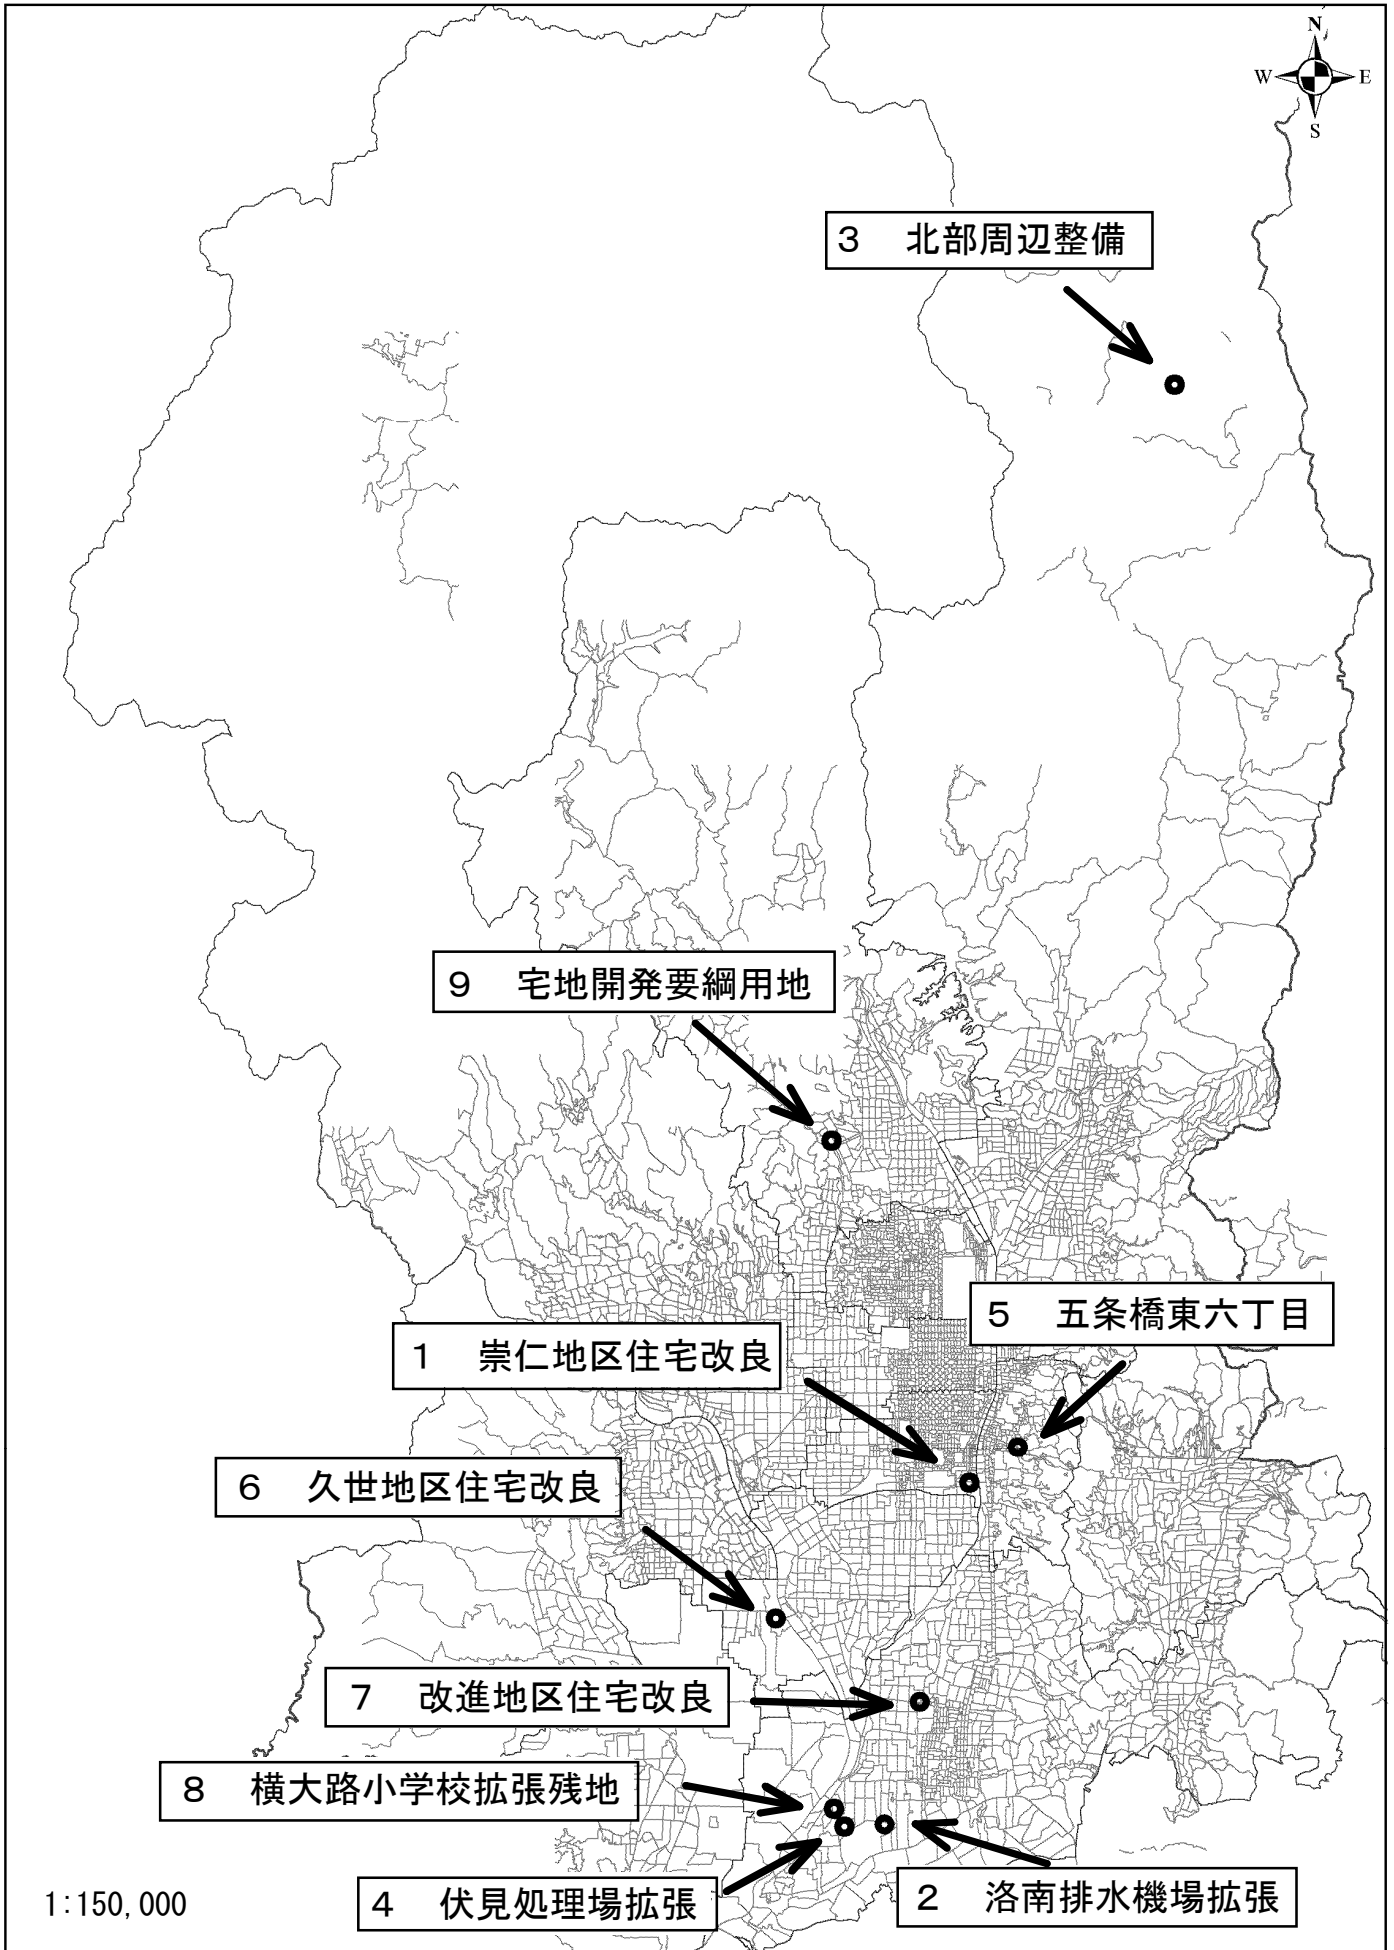 N
W E
S
3 北部周辺整備
9 宅地開発要綱用地
5 五条橋東六丁目
1 崇仁地区住宅改良
6 久世地区住宅改良
7 改進地区住宅改良
8 横大路小学校拡張残地
2 洛南排水機場拡張
4 伏見処理場拡張
1:150,000